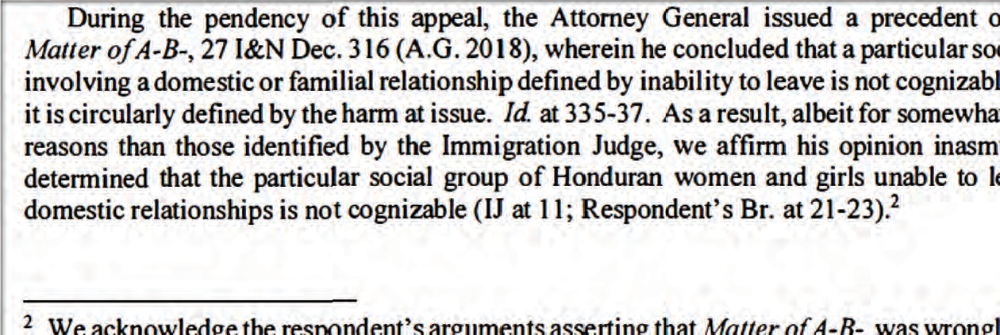 During the pendency of this appeal, the Attorney General issued a precedent
Matter of A-B-, 27 I&N Dec. 316 (A.G. 2018), wherein he concluded that a particular
involving a domestic or familial relationship defined by inability to leave is not
it is circularly defined by the harm at issue. Id. at 335-37. As a result, albeit for
reasons than those identified by the Immigration Judge, we affirm his opinion
determined that the particular social group of Honduran women and girls unable to
domestic relationships is not cognizable (IJ at 11; Respondent's Br. at 21-23).2
2 We acknowledge the respondent's arguments asserting that Matter of A-B- was